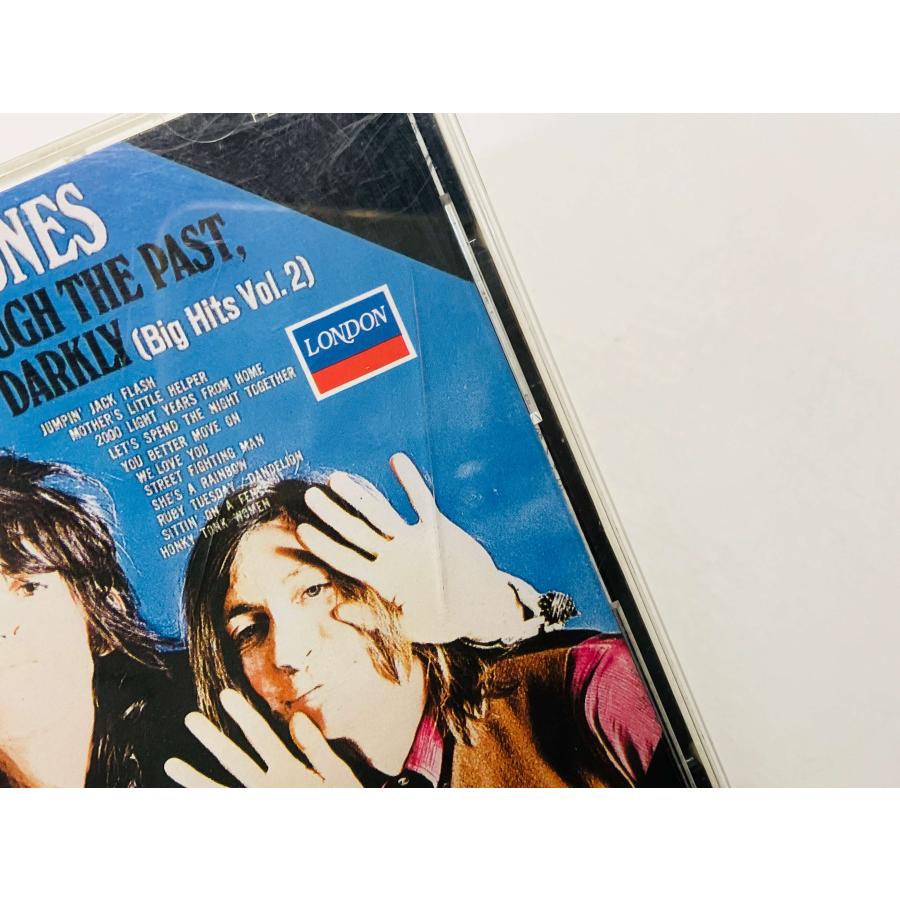 ONES
UGH THE PAST,
DARKLY (Big Hits Vol. 2)
LONDON
JUMPIN' JACK FLASH
MOTHER'S LITTLE HELPER
2000 LIGHT YEARS FROM HOME
LET'S SPEND THE NIGHT TOGETHER
YOU BETTER MOVE ON
WE LOVE YOU
STREET FIGHTING MAN
SHE'S A RAINBOW
RUBY TUESDAY DANDELION
SITTIN' ON A FENCE
HONKY TONK WOMEN